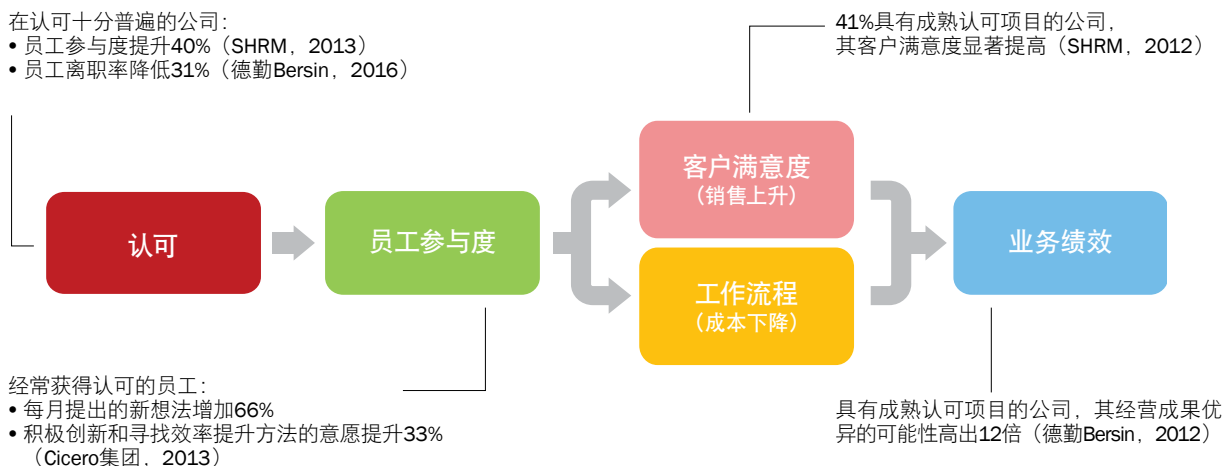 在认可十分普遍的公司：
• 员工参与度提升40%（SHRM，2013）
• 员工离职率降低31%（德勤Bersin，2016）
41%具有成熟认可项目的公司，
其客户满意度显著提高（SHRM，2012）
认可
员工参与度
客户满意度
（销售上升）
工作流程
（成本下降）
业务绩效
经常获得认可的员工：
• 每月提出的新想法增加66%
• 积极创新和寻找效率提升方法的意愿提升33%
（Cicero集团，2013）
具有成熟认可项目的公司，其经营成果优
异的可能性高出12倍（德勤Bersin，2012）